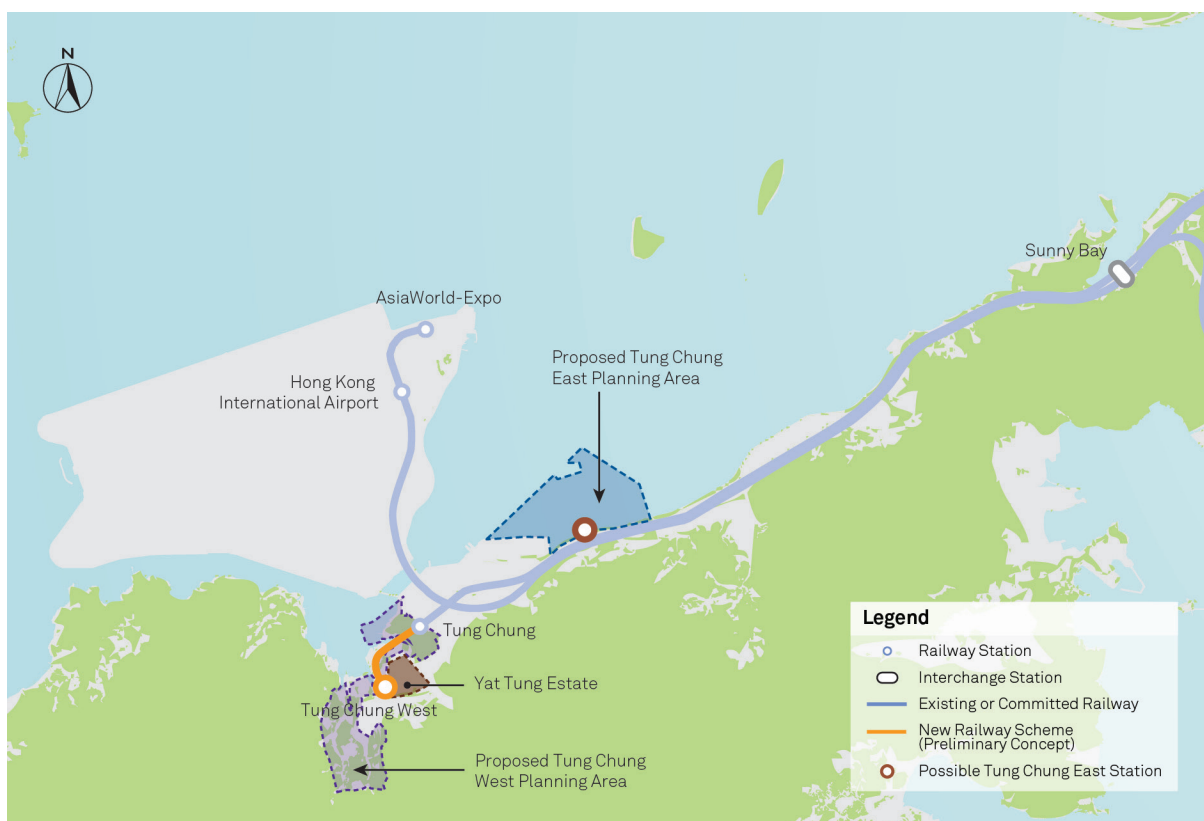 N
Sunny Bay
AsiaWorld-Expo
Proposed Tung Chung
East Planning Area
Hong Kong
International Airport
Tung Chung
Yat Tung Estate
Tung Chung West
Proposed Tung Chung
West Planning Area
Legend
Railway Station
Interchange Station
Existing or Committed Railway
New Railway Scheme
(Preliminary Concept)
Possible Tung Chung East Station